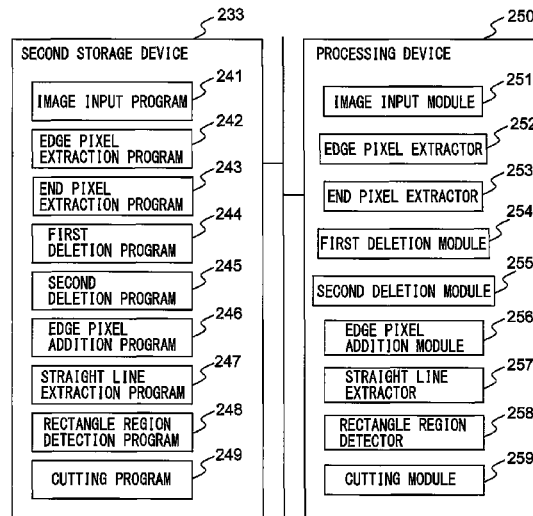 233
SECOND STORAGE DEVICE
241
IMAGE INPUT PROGRAM
242
EDGE PIXEL
EXTRACTION PROGRAM
243
END PIXEL
EXTRACTION PROGRAM
244
FIRST
DELETION PROGRAM
245
SECOND
DELETION PROGRAM
246
EDGE PIXEL
ADDITION PROGRAM
247
STRAIGHT LINE
EXTRACTION PROGRAM
248
RECTANGLE REGION
DETECTION PROGRAM
249
CUTTING PROGRAM
250
PROCESSING DEVICE
251
IMAGE INPUT MODULE
252
EDGE PIXEL EXTRACTOR
253
END PIXEL EXTRACTOR
254
FIRST DELETION MODULE
255
SECOND DELETION MODULE
256
EDGE PIXEL
ADDITION MODULE
257
STRAIGHT LINE
EXTRACTOR
258
RECTANGLE REGION
DETECTOR
259
CUTTING MODULE